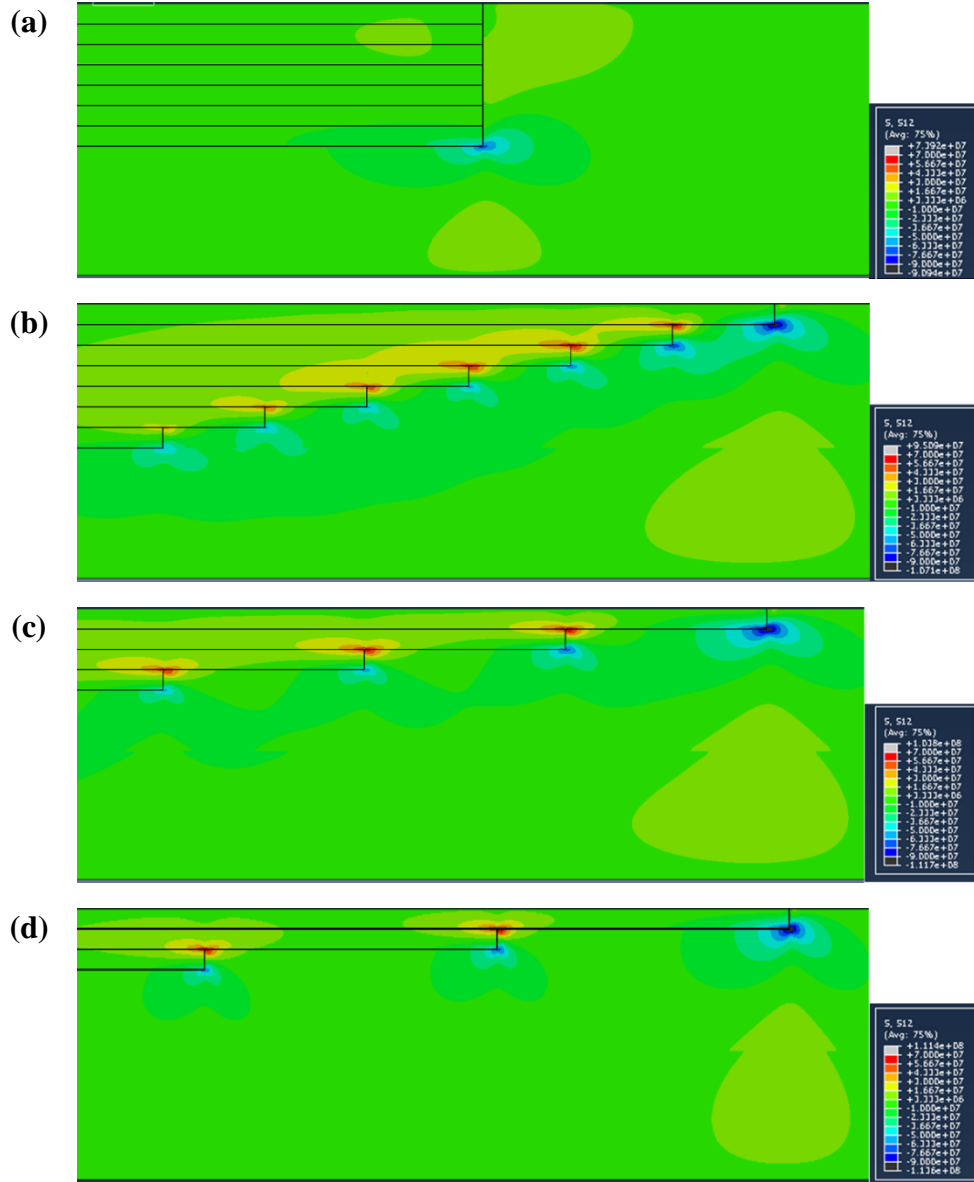 (a)
S, S12
(Avg: 75%)
+7.392e+07
+7.000e+07
+5.667e+07
+4.333e+07
+3.000e+07
+1.667e+07
+3.333e+06
-1.000e+07
-2.333e+07
-3.667e+07
-5.000e+07
-6.333e+07
-7.667e+07
-9.000e+07
-9.094e+07
(b)
S, S12
(Avg: 75%)
+9.509e+07
+7.000e+07
+5.667e+07
+4.333e+07
+3.000e+07
+1.667e+07
+3.333e+06
-1.000e+07
-2.333e+07
-3.667e+07
-5.000e+07
-6.333e+07
-7.667e+07
-9.000e+07
-1.071e+08
(c)
S, S12
(Avg: 75%)
+1.038e+08
+7.000e+07
+5.667e+07
+4.333e+07
+3.000e+07
+1.667e+07
+3.333e+06
-1.000e+07
-2.333e+07
-3.667e+07
-5.000e+07
-6.333e+07
-7.667e+07
-9.000e+07
-1.117e+08
(d)
S, S12
(Avg: 75%)
+1.114e+08
+7.000e+07
+5.667e+07
+4.333e+07
+3.000e+07
+1.667e+07
+3.333e+06
-1.000e+07
-2.333e+07
-3.667e+07
-5.000e+07
-6.333e+07
-7.667e+07
-9.000e+07
-1.136e+08